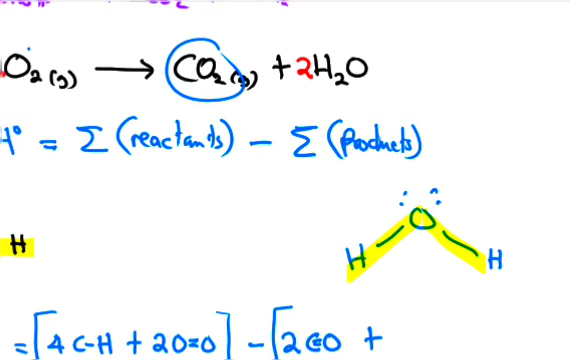 O₂(g) ⟶ CO₂(g) + 2H₂O
H° = Σ (reactants) − Σ (products)
O
H H
H
= [4 C-H + 2O=O] − [2 C=O +